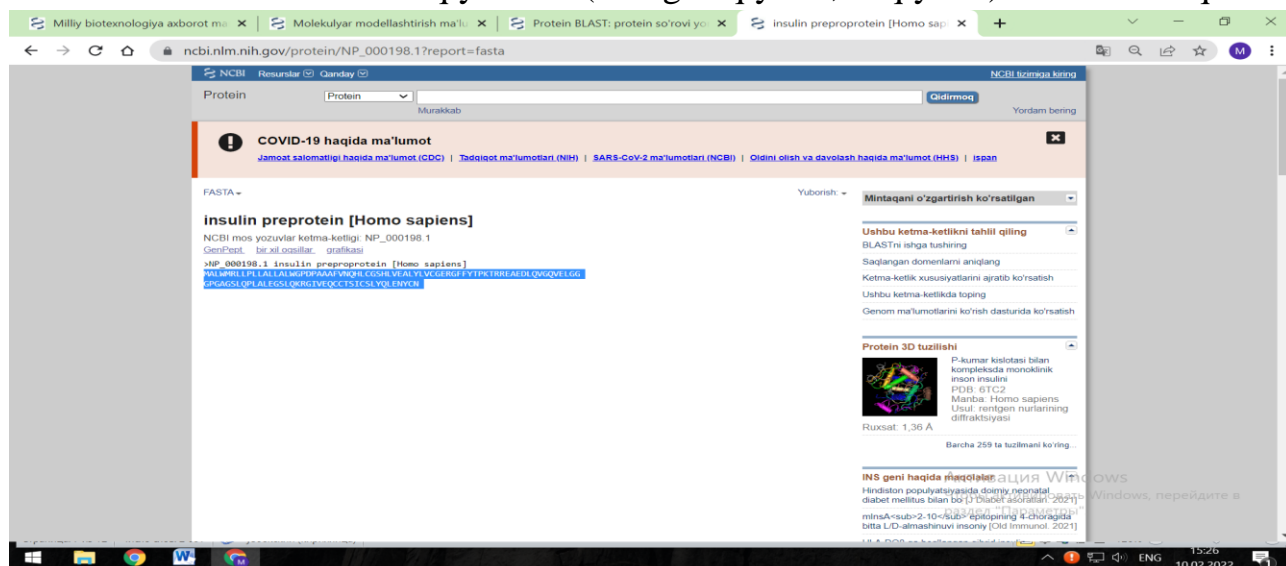 Milliy biotexnologiya axborot ma
Molekulyar modellashtirish ma'lu
Protein BLAST: protein so'rovi yo
insulin preproprotein [Homo sap
ncbi.nlm.nih.gov/protein/NP_000198.1?report=fasta
M
NCBI Resurslar Qanday
NCBI tizimiga kiring
Protein
Protein
Qidirmoq
Murakkab
Yordam bering
COVID-19 haqida ma'lumot
Jamoat salomatligi haqida ma'lumot (CDC) | Tadqiqot ma'lumotlari (NIH) | SARS-CoV-2 ma'lumotlari (NCBI) | Oldini olish va davolash haqida ma'lumot (HHS) | ispan
FASTA
Yuborish:
insulin preprotein [Homo sapiens]
NCBI mos yozuvlar ketma-ketligi: NP_000198.1
GenPept bir xil oqsillar grafikasi
>NP_000198.1 insulin preproprotein [Homo sapiens]
MALWMRLLPLLALLALWGPDPAAAFVNQHLCGSHLVEALYLVCGERGFFYTPKTRREAEDLQVGQVELGG
GPGAGSLQPLALEGSLQKRGIVEQCCTSICSLYQLENYCN
Mintaqani o'zgartirish ko'rsatilgan
Ushbu ketma-ketlikni tahlil qiling
BLASTni ishga tushiring
Saqlangan domenlarni aniqlang
Ketma-ketlik xususiyatlarini ajratib ko'rsatish
Ushbu ketma-ketlikda toping
Genom ma'lumotlarini ko'rish dasturida ko'rsatish
Protein 3D tuzilishi
P-kumar kislotasi bilan
kompleksda monoklinik
inson insulini
PDB: 6TC2
Manba: Homo sapiens
Usul: rentgen nurlarining
diffraktsiyasi
Ruxsat: 1,36 Å
Barcha 259 ta tuzilmani ko'ring...
INS geni haqida maqolalar
Hindiston populyatsiyasida doimiy neonatal
diabet mellitus bilan bo [J Diabet asoratlari. 2021]
mInsA<sub>2-10</sub> epitopining 4-choragida
bitta L/D-almashinuvi insoniy [Old Immunol. 2021]
Активация Windows
Windows, перейдите в
раздел "Параметры"
ENG
15:26
10.02.2022